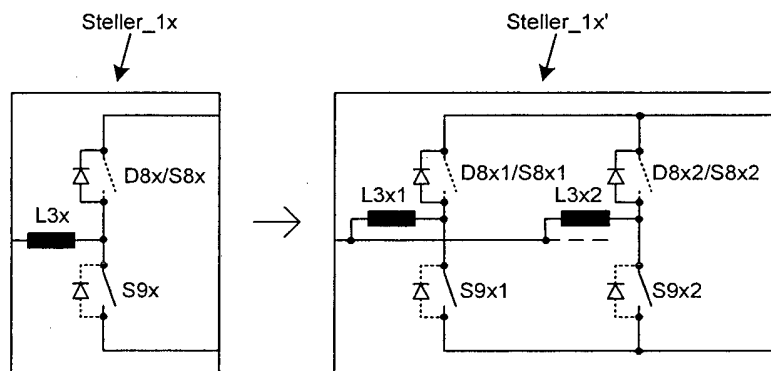 Steller_1x
Steller_1x'
D8x/S8x
L3x
S9x
D8x1/S8x1
D8x2/S8x2
L3x1
L3x2
S9x1
S9x2